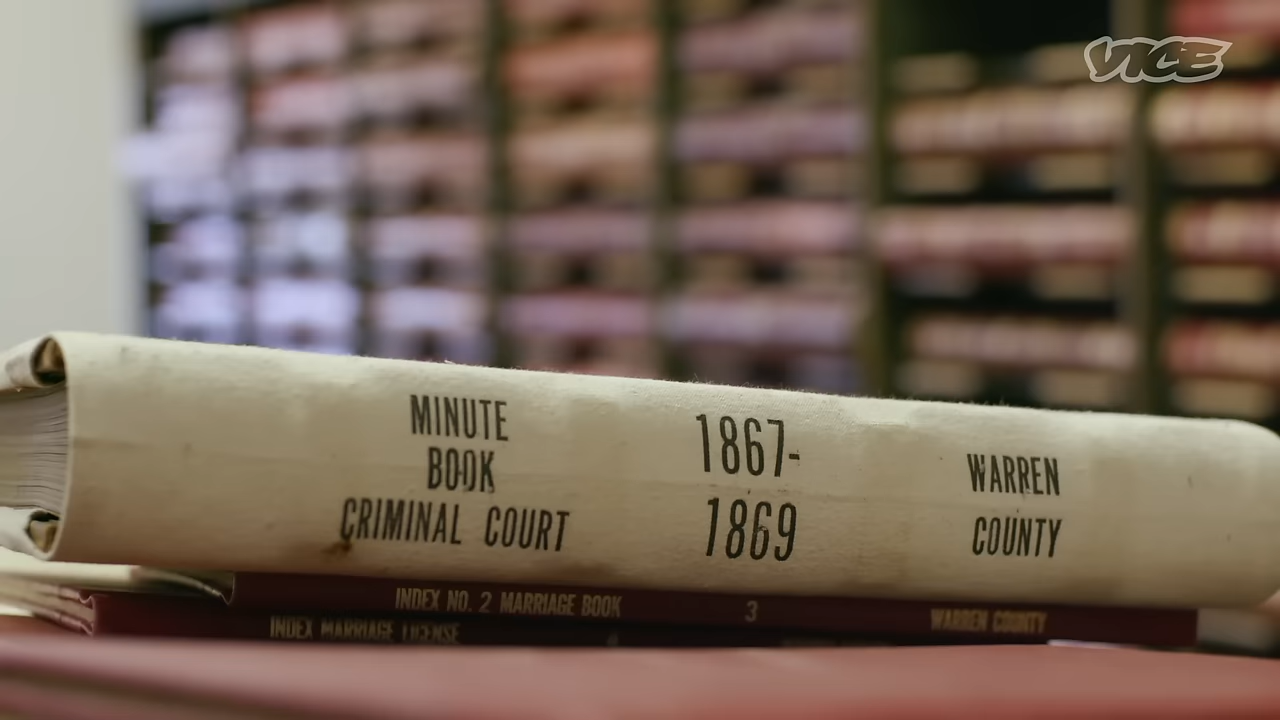 VICE
MINUTE
BOOK
CRIMINAL COURT
1867-
1869
WARREN
COUNTY
INDEX NO. 2 MARRIAGE BOOK 3 WARREN COUNTY
INDEX MARRIAGE LICENSE